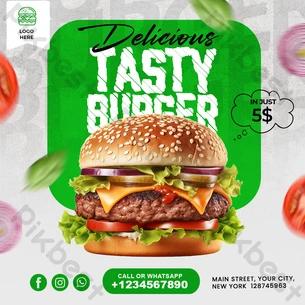 LOGO
HERE
Delicious
TASTY
BURGER
IN JUST
5$
CALL OR WHATSAPP
+1234567890
MAIN STREET, YOUR CITY,
NEW YORK 128745963
pikbest